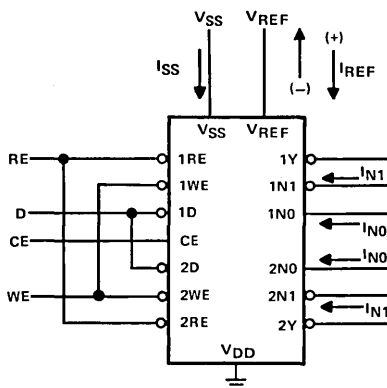 VSS VREF
ISS (+)
(−) IREF
VSS VREF
RE 1RE 1Y
1WE 1N1 IN1
D 1D 1N0
CE CE IN0
2D 2N0 IN0
WE 2WE 2N1
2RE 2Y IN1
VDD